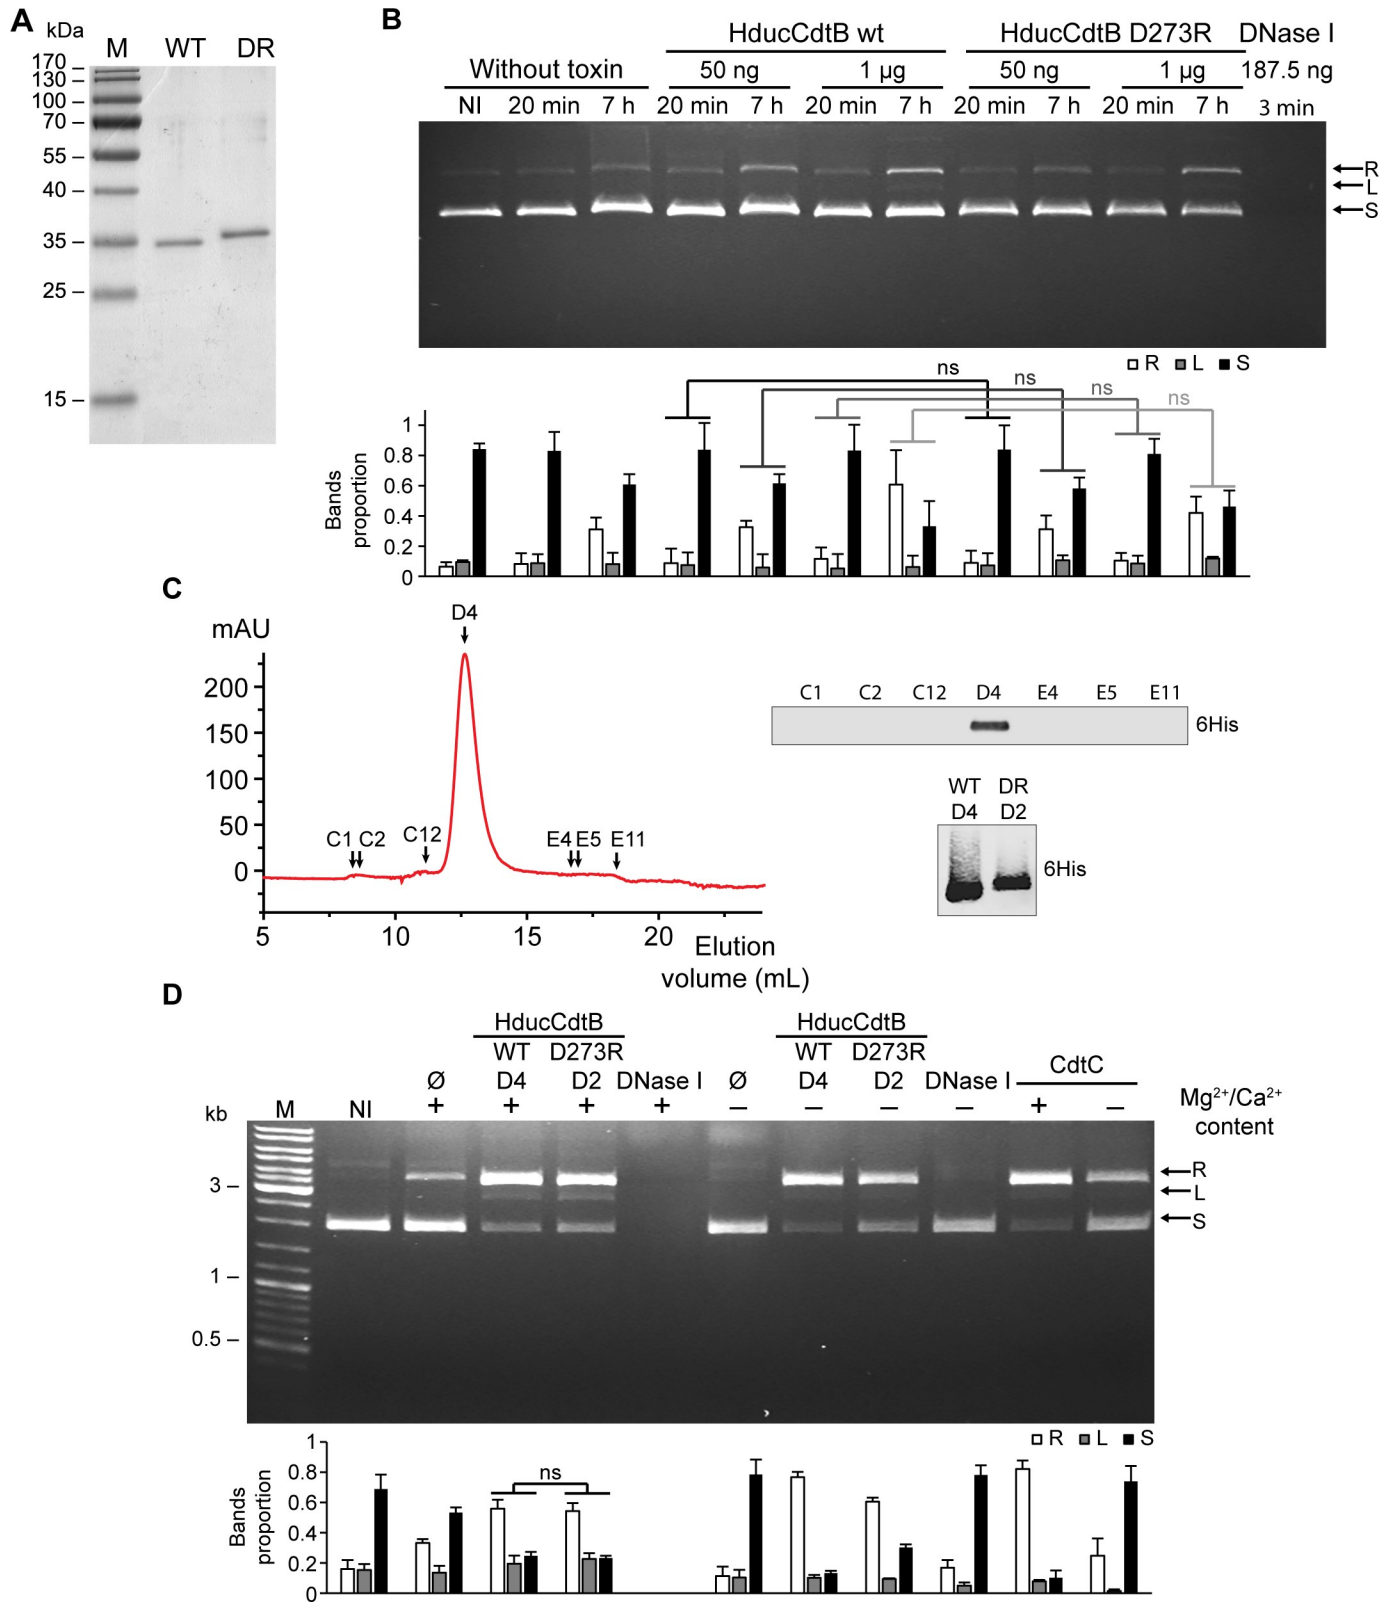 A
kDa
M WT DR
170 –
130 –
100 –
70 –
55 –
40 –
35 –
25 –
15 –
B
HducCdtB wt HducCdtB D273R DNase I
Without toxin 50 ng 1 µg 50 ng 1 µg 187.5 ng
NI 20 min 7 h 20 min 7 h 20 min 7 h 20 min 7 h 20 min 7 h 3 min
←R
←L
←S
R L S
ns ns ns ns
Bands proportion
1
0.8
0.6
0.4
0.2
0
C
mAU
D4
200
150
100
50
0
C1 C2 C12 E4 E5 E11
5 10 15 20
Elution
volume (mL)
C1 C2 C12 D4 E4 E5 E11
6His
WT DR
D4 D2
6His
D
HducCdtB HducCdtB
WT D273R WT D273R CdtC
Ø D4 D2 DNase I Ø D4 D2 DNase I
kb M NI + + + + – – – – + – Mg²⁺/Ca²⁺
content
3 –
1 –
0.5 –
←R
←L
←S
R L S
ns
Bands
proportion
1
0.8
0.6
0.4
0.2
0